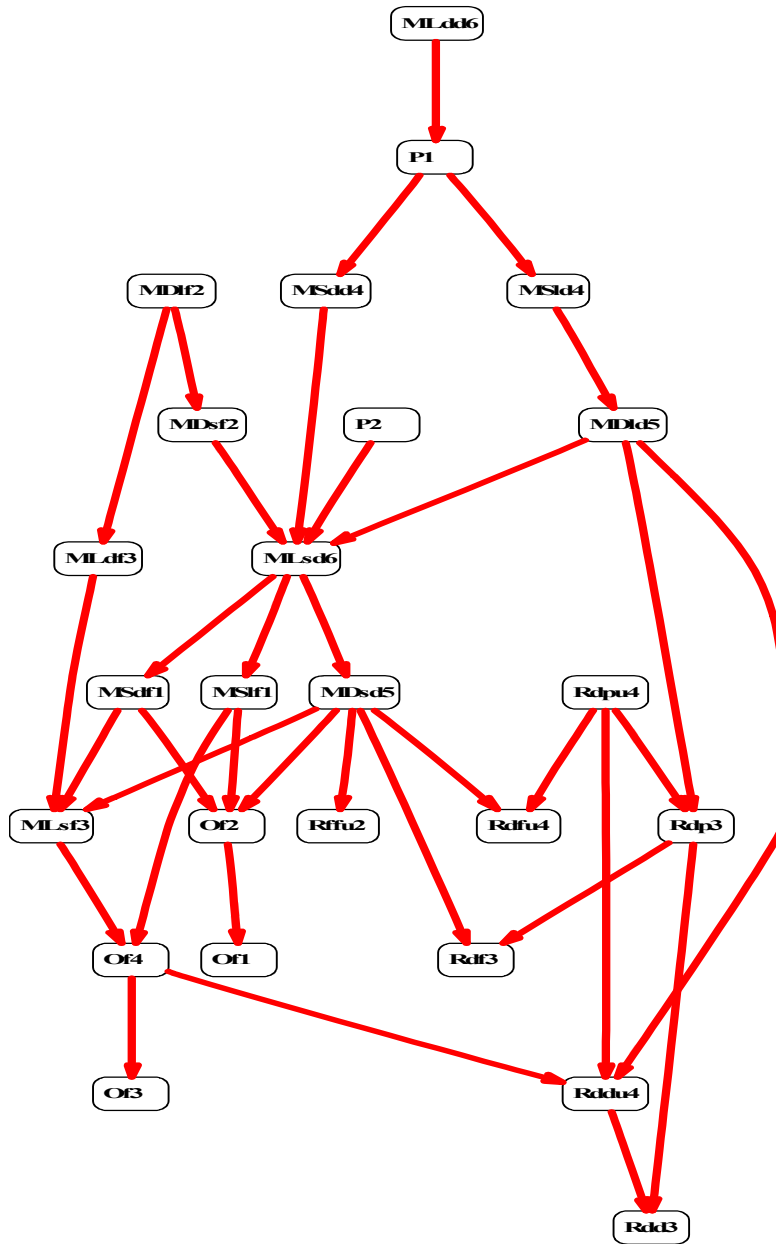 MLdd6
P1
MDlf2
MSdd4
MSld4
MDsf2
P2
MDld5
MLdf3
MLsd6
MSdf1
MSlf1
MDsd5
Rdpu4
MLsf3
Of2
Rffu2
Rdfu4
Rdp3
Of4
Of1
Rdf3
Of3
Rddu4
Rdd3